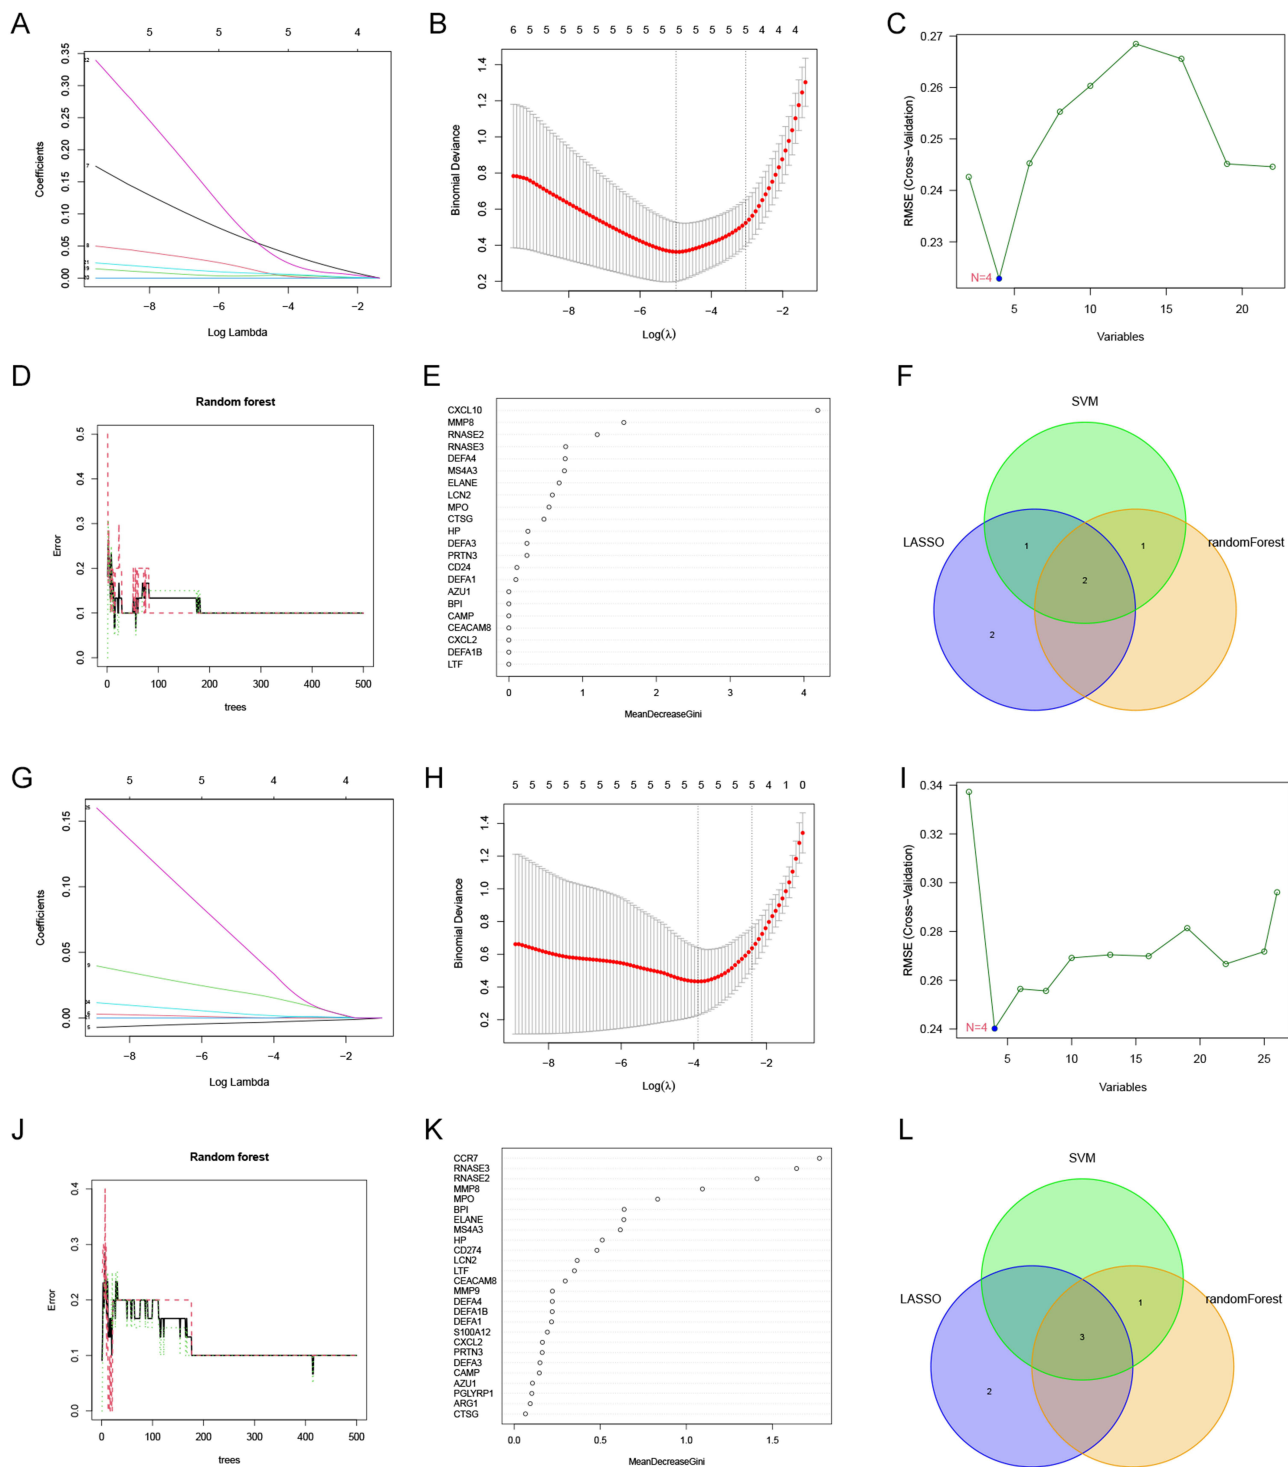 A
5 5 5 4
0.35
0.30
0.25
0.20
0.15
0.10
0.05
0.00
Coefficients
22
7
8
21
19
−8 −6 −4 −2
Log Lambda
B
6 5 5 5 5 5 5 5 5 5 5 5 5 4 4 4
1.4
1.2
1.0
0.8
0.6
0.4
0.2
Binomial Deviance
−8 −6 −4 −2
Log(λ)
C
0.27
0.26
0.25
0.24
0.23
RMSE (Cross−Validation)
N=4
5 10 15 20
Variables
D
Random forest
0.5
0.4
0.3
0.2
0.1
0.0
Error
0 100 200 300 400 500
trees
E
CXCL10
MMP8
RNASE2
RNASE3
DEFA4
MS4A3
ELANE
LCN2
MPO
CTSG
HP
DEFA3
PRTN3
CD24
DEFA1
AZU1
BPI
CAMP
CEACAM8
CXCL2
DEFA1B
LTF
0 1 2 3 4
MeanDecreaseGini
F
SVM
LASSO
randomForest
1
1
2
2
G
5 5 4 4
0.15
0.10
0.05
0.00
Coefficients
9
5
−8 −6 −4 −2
Log Lambda
H
5 5 5 5 5 5 5 5 5 5 5 5 5 4 1 0
1.4
1.2
1.0
0.8
0.6
0.4
0.2
Binomial Deviance
−8 −6 −4 −2
Log(λ)
I
0.34
0.32
0.30
0.28
0.26
0.24
RMSE (Cross−Validation)
N=4
5 10 15 20 25
Variables
J
Random forest
0.4
0.3
0.2
0.1
0.0
Error
0 100 200 300 400 500
trees
K
CCR7
RNASE3
RNASE2
MMP8
MPO
BPI
ELANE
MS4A3
HP
CD274
LCN2
LTF
CEACAM8
MMP9
DEFA4
DEFA1B
DEFA1
S100A12
CXCL2
PRTN3
DEFA3
CAMP
AZU1
PGLYRP1
ARG1
CTSG
0.0 0.5 1.0 1.5
MeanDecreaseGini
L
SVM
LASSO
randomForest
1
3
2